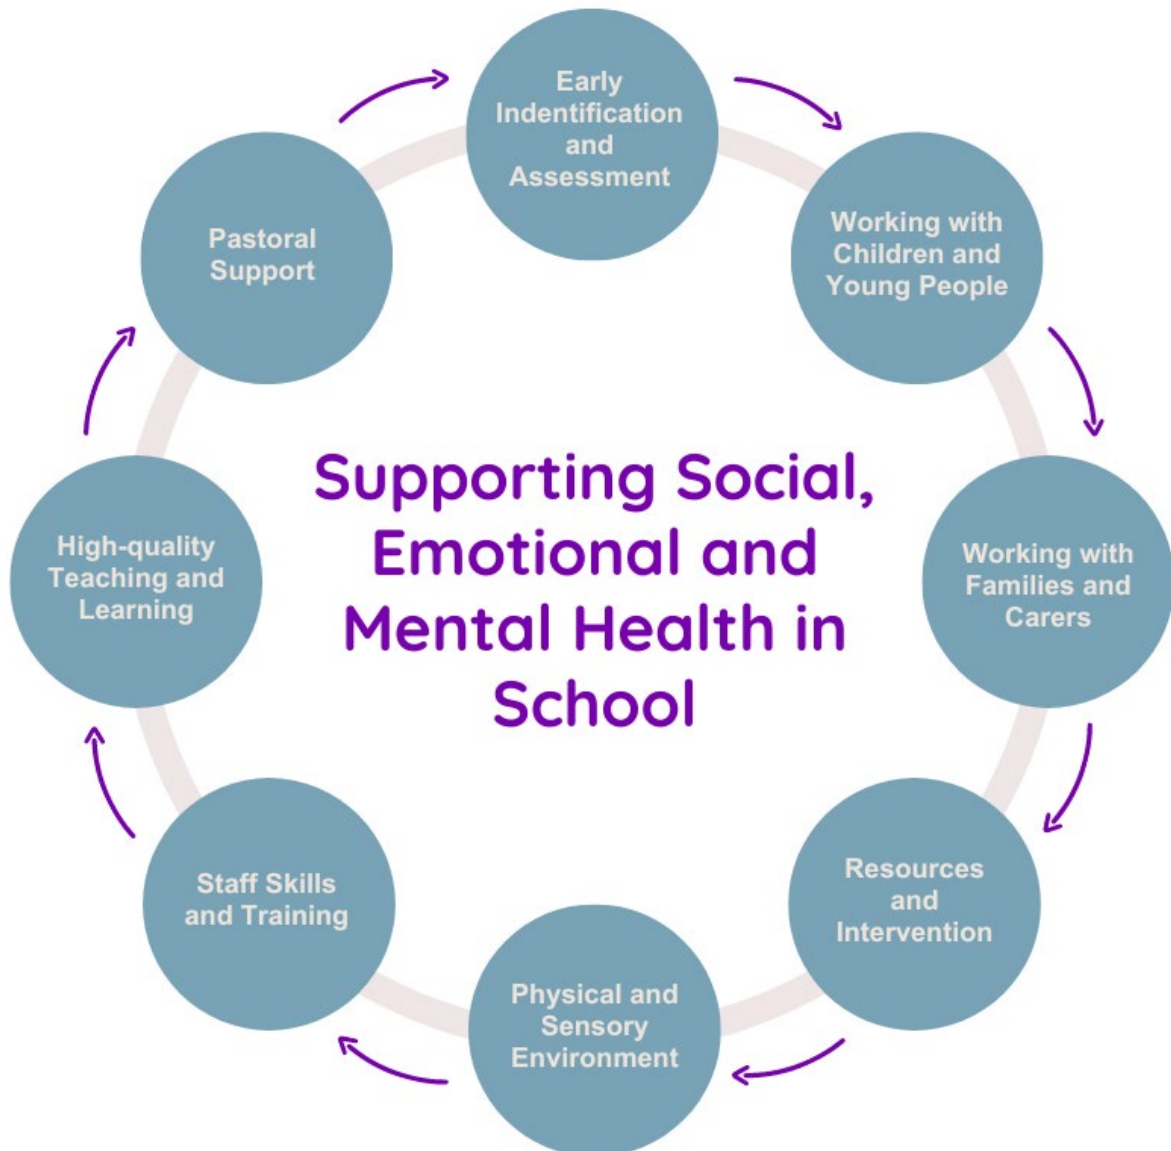 Early
Indentification
and
Assessment
Working with
Children and
Young People
Working with
Families and
Carers
Resources
and
Intervention
Physical and
Sensory
Environment
Staff Skills
and Training
High-quality
Teaching and
Learning
Pastoral
Support
Supporting Social,
Emotional and
Mental Health in
School